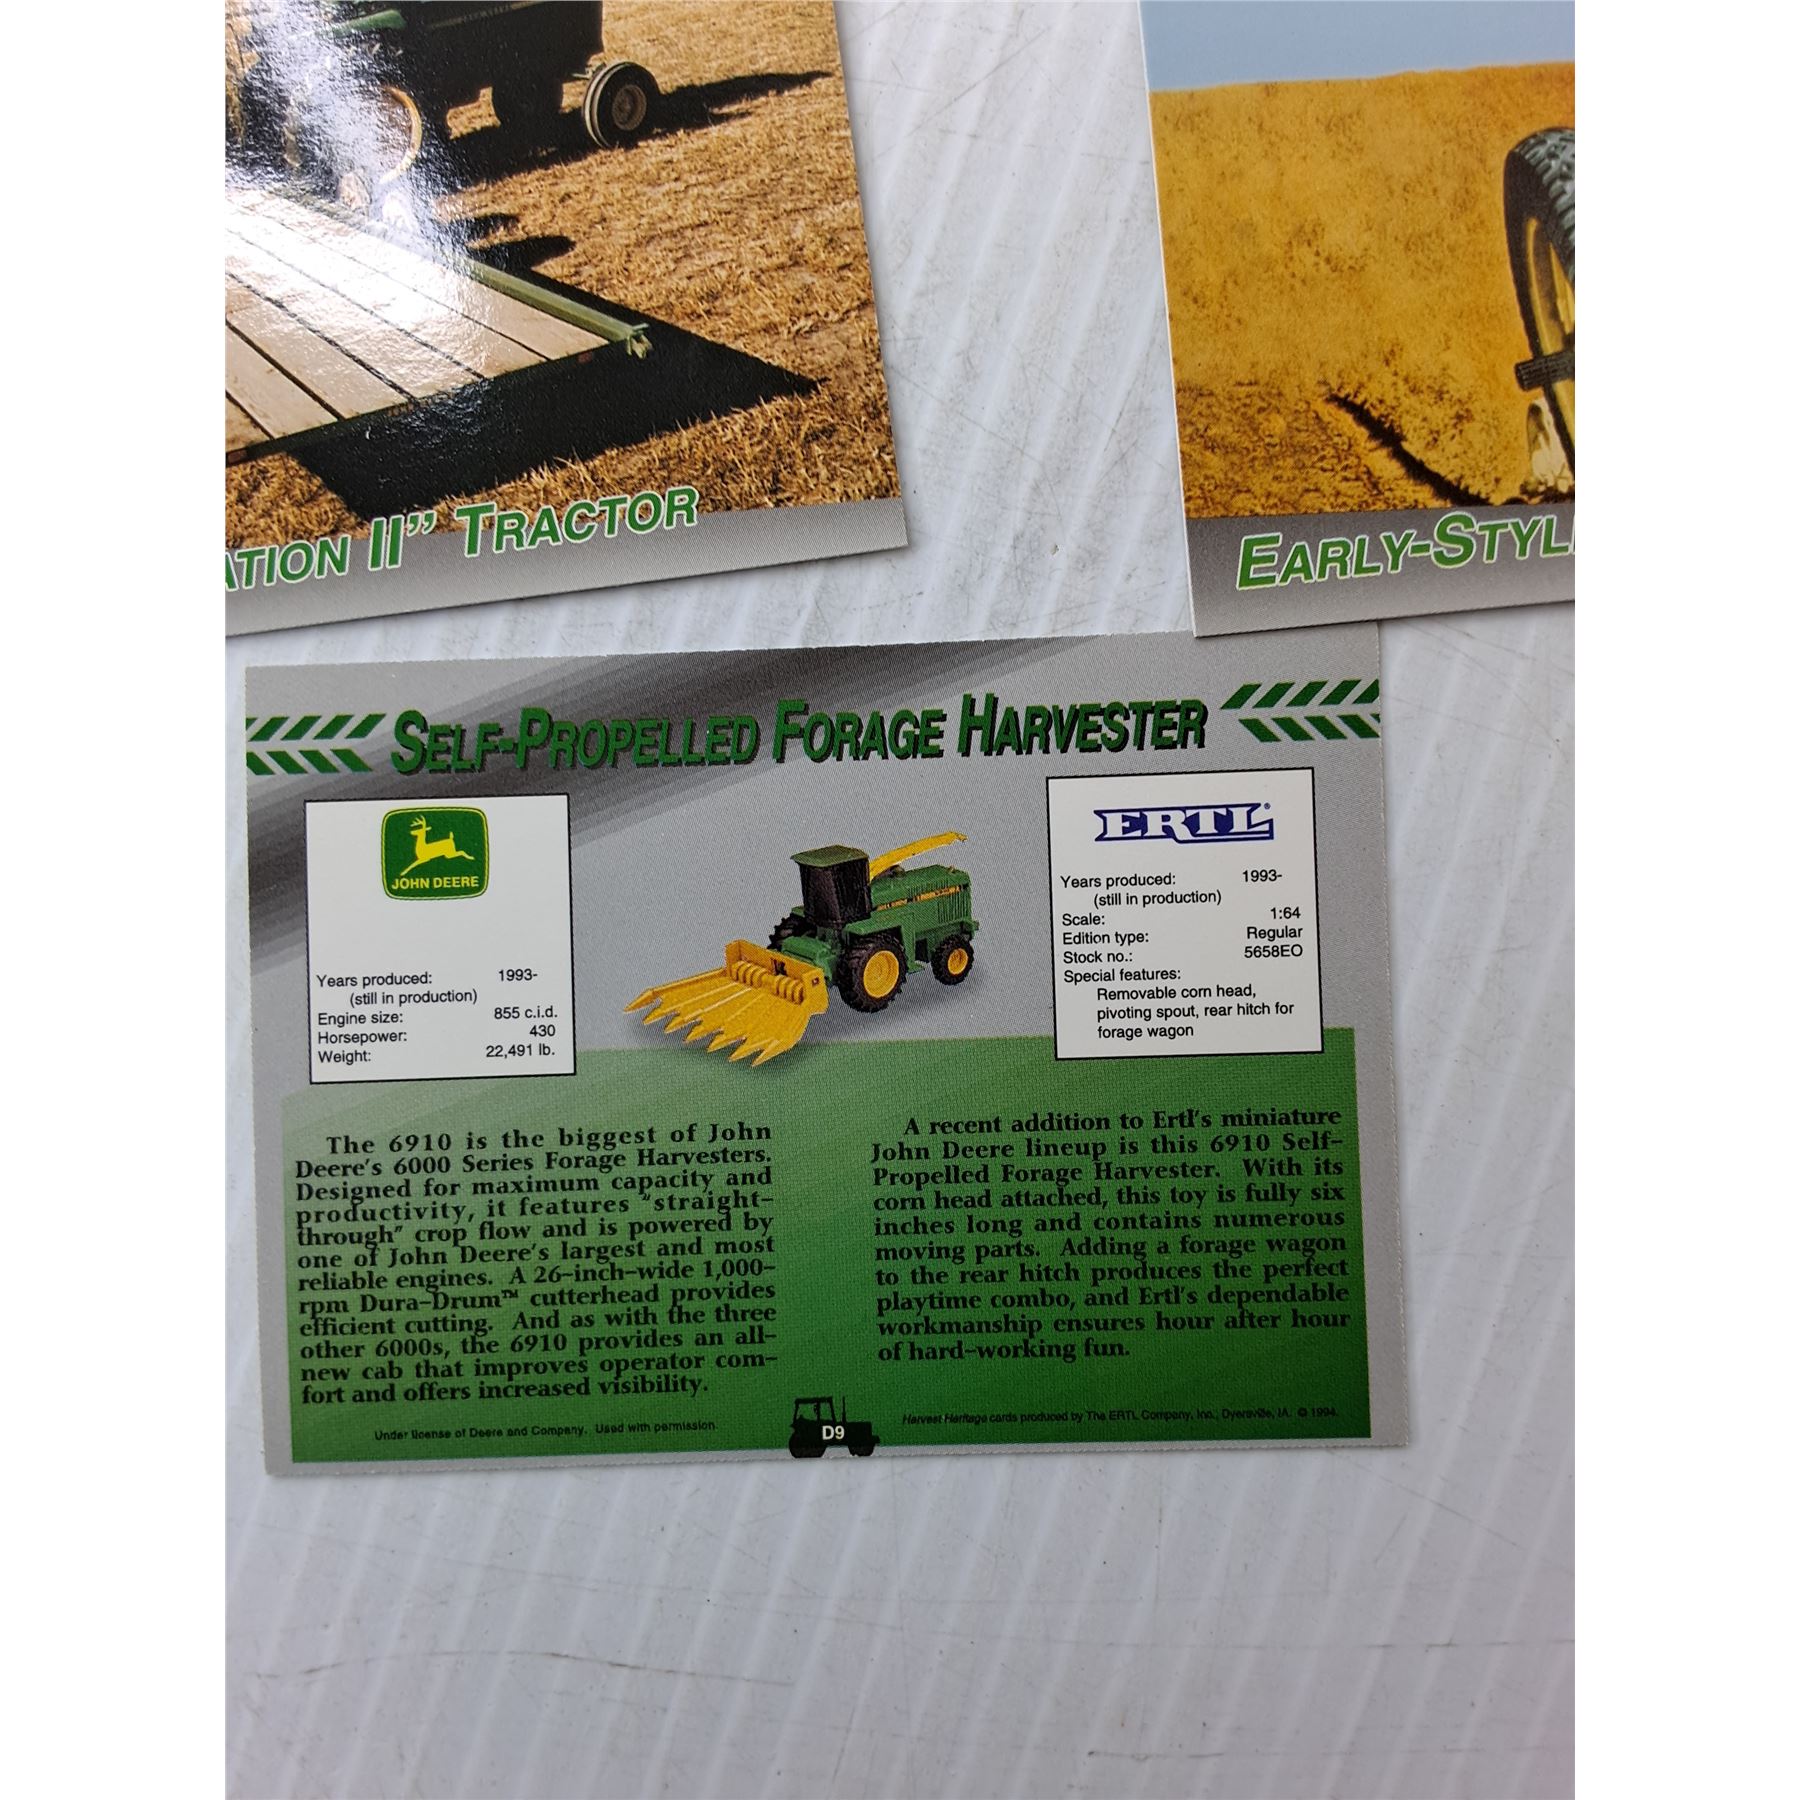 ATION II" TRACTOR
EARLY-STYL
SELF-PROPELLED FORAGE HARVESTER
JOHN DEERE
Years produced: 1993-
(still in production)
Engine size: 855 c.i.d.
Horsepower: 430
Weight: 22,491 lb.
ERTL®
Years produced: 1993-
(still in production)
Scale: 1:64
Edition type: Regular
Stock no.: 5658EO
Special features:
Removable corn head,
pivoting spout, rear hitch for
forage wagon
The 6910 is the biggest of John
Deere's 6000 Series Forage Harvesters.
Designed for maximum capacity and
productivity, it features "straight-
through" crop flow and is powered by
one of John Deere's largest and most
reliable engines. A 26-inch-wide 1,000-
rpm Dura-Drum™ cutterhead provides
efficient cutting. And as with the three
other 6000s, the 6910 provides an all-
new cab that improves operator com-
fort and offers increased visibility.
A recent addition to Ertl's miniature
John Deere lineup is this 6910 Self-
Propelled Forage Harvester. With its
corn head attached, this toy is fully six
inches long and contains numerous
moving parts. Adding a forage wagon
to the rear hitch produces the perfect
playtime combo, and Ertl's dependable
workmanship ensures hour after hour
of hard-working fun.
Under license of Deere and Company. Used with permission.
D9
Harvest Heritage cards produced by The ERTL Company, Inc., Dyersville, IA. © 1994.